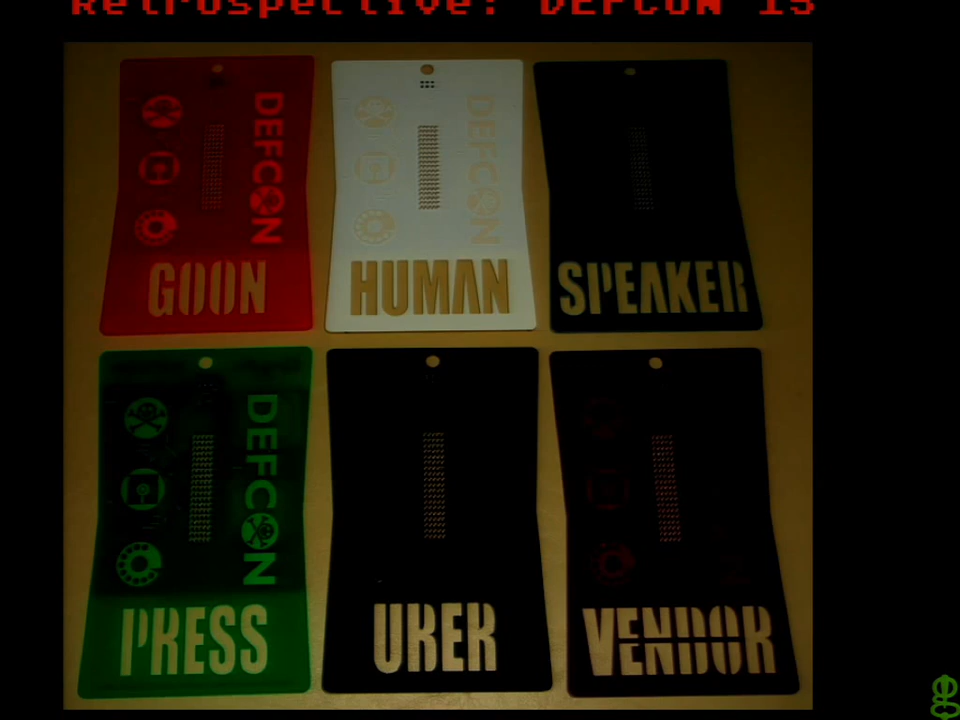 Retrospective: DEFCON 15
DEFCON
GOON
DEFCON
HUMAN
SPEAKER
DEFCON
PRESS
UBER
VENDOR